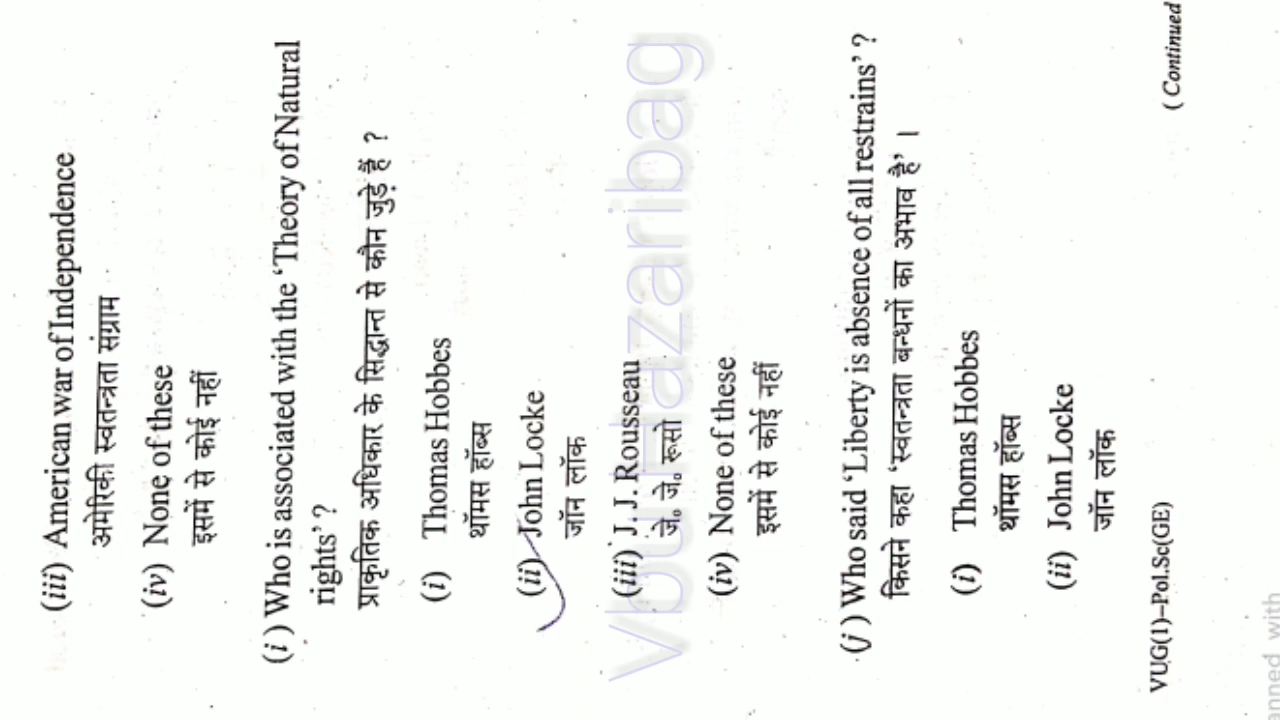 (iii) American war of Independence
अमेरिकी स्वतन्त्रता संग्राम
(iv) None of these
इसमें से कोई नहीं
(i) Who is associated with the 'Theory of Natural
rights' ?
प्राकृतिक अधिकार के सिद्धान्त से कौन जुड़ें हैं ?
(i) Thomas Hobbes
थॉमस हॉब्स
(ii) John Locke
जॉन लॉक
(iii) J. J. Rousseau
जे. जे. रूसो
(iv) None of these
इसमें से कोई नहीं
(j) Who said 'Liberty is absence of all restrains' ?
किसने कहा 'स्वतन्त्रता बन्धनों का अभाव है' ।
(i) Thomas Hobbes
थॉमस हॉब्स
(ii) John Locke
जॉन लॉक
VUG(1)–Pol.Sc(GE)
(Continued